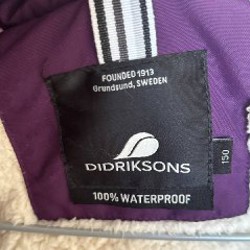 FOUNDED 1913
Grundsund, SWEDEN
DIDRIKSONS
100% WATERPROOF
150